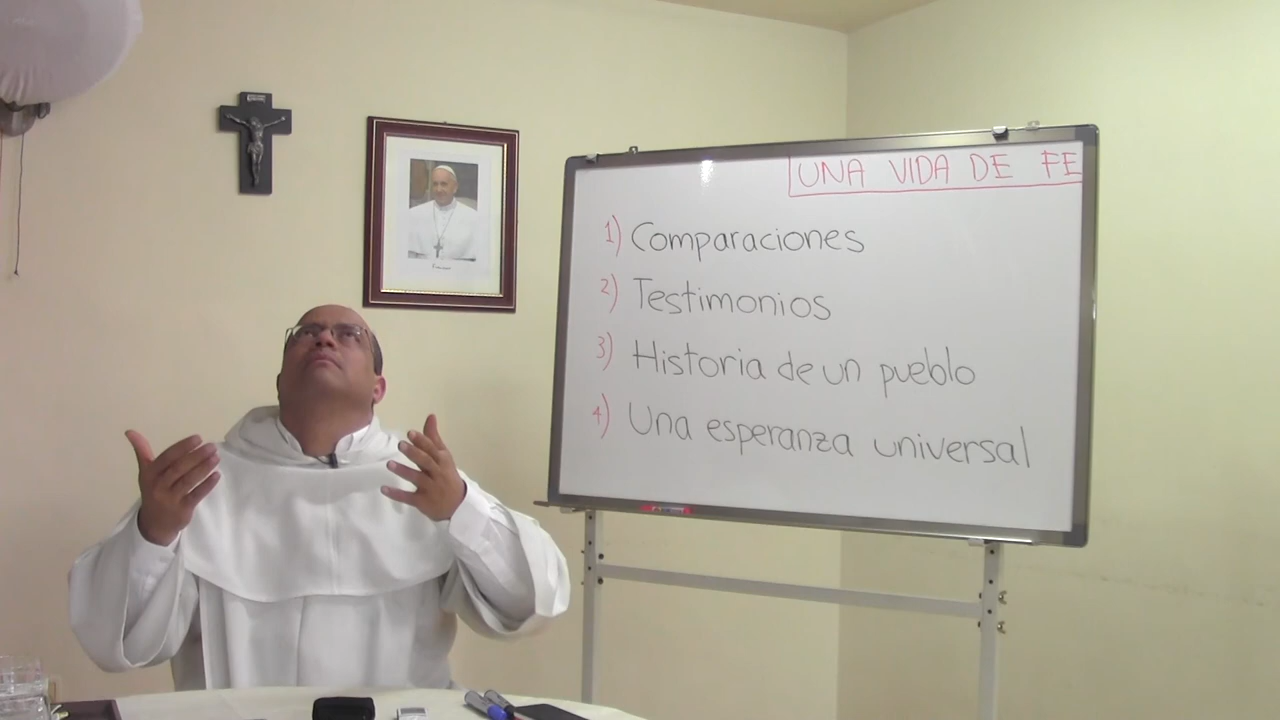 UNA VIDA DE FE
1) Comparaciones
2) Testimonios
3) Historia de un pueblo
4) Una esperanza universal